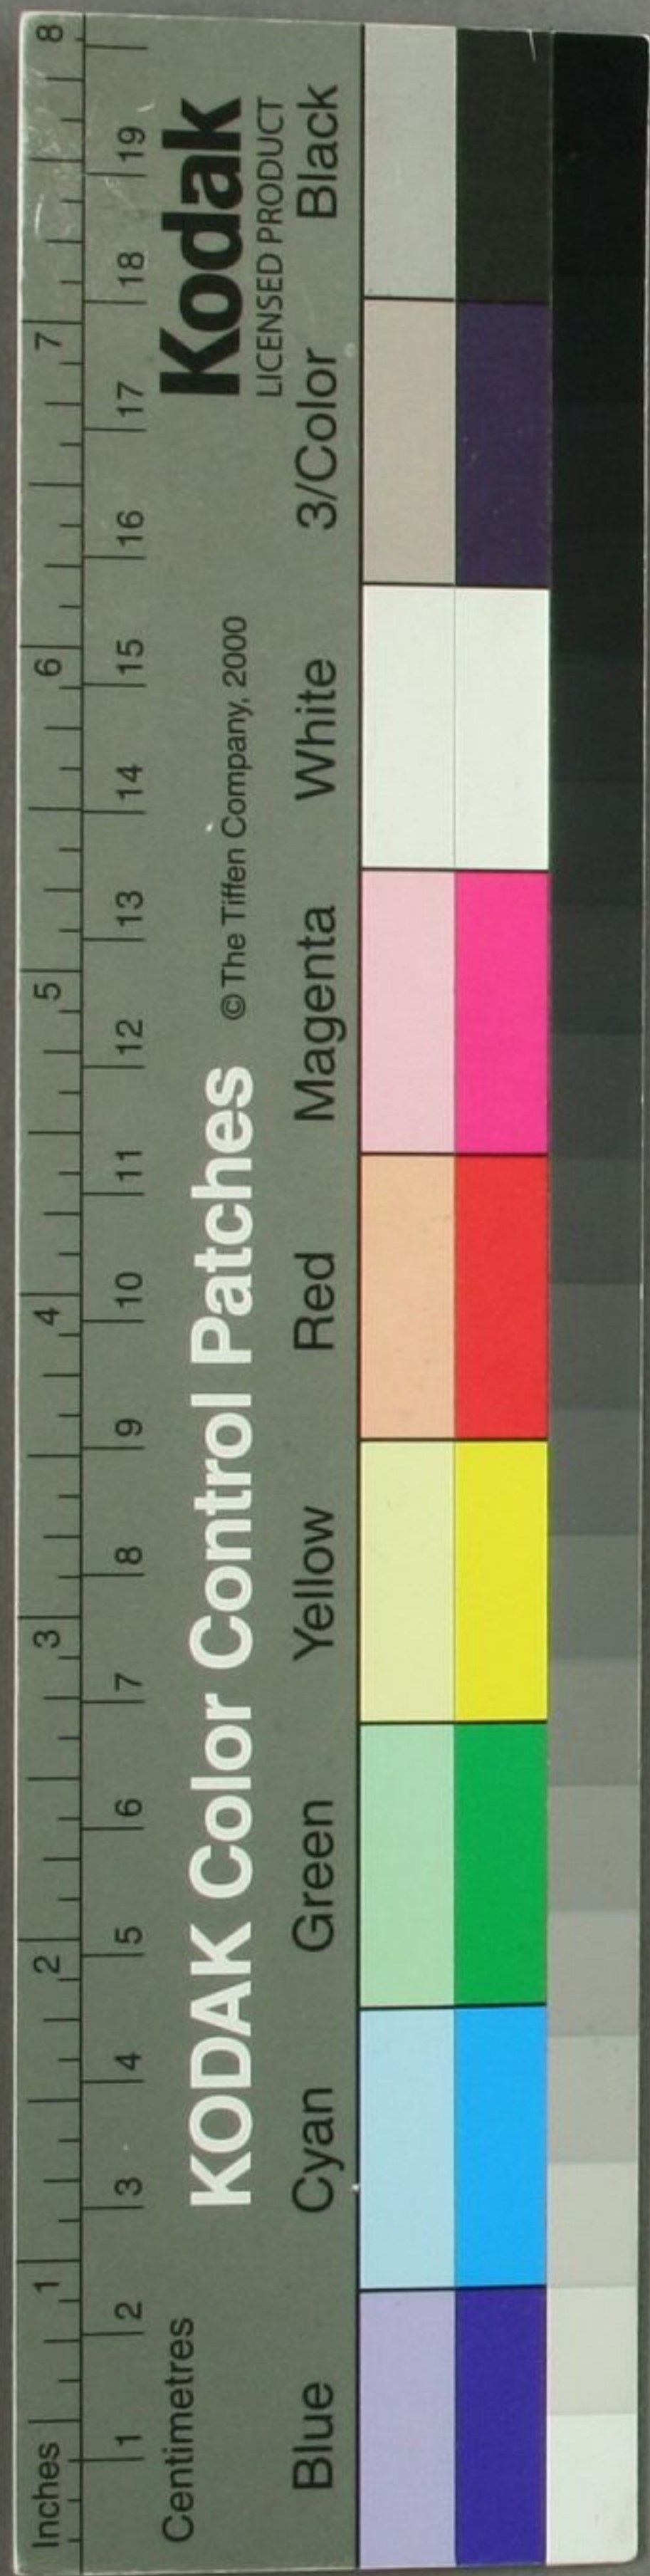 Inches 1 2 3 4 5 6 7 8
1 2 3 4 5 6 7 8 9 10 11 12 13 14 15 16 17 18 19
Centimetres
KODAK Color Control Patches © The Tiffen Company, 2000
Kodak
LICENSED PRODUCT
Blue Cyan Green Yellow Red Magenta White 3/Color Black